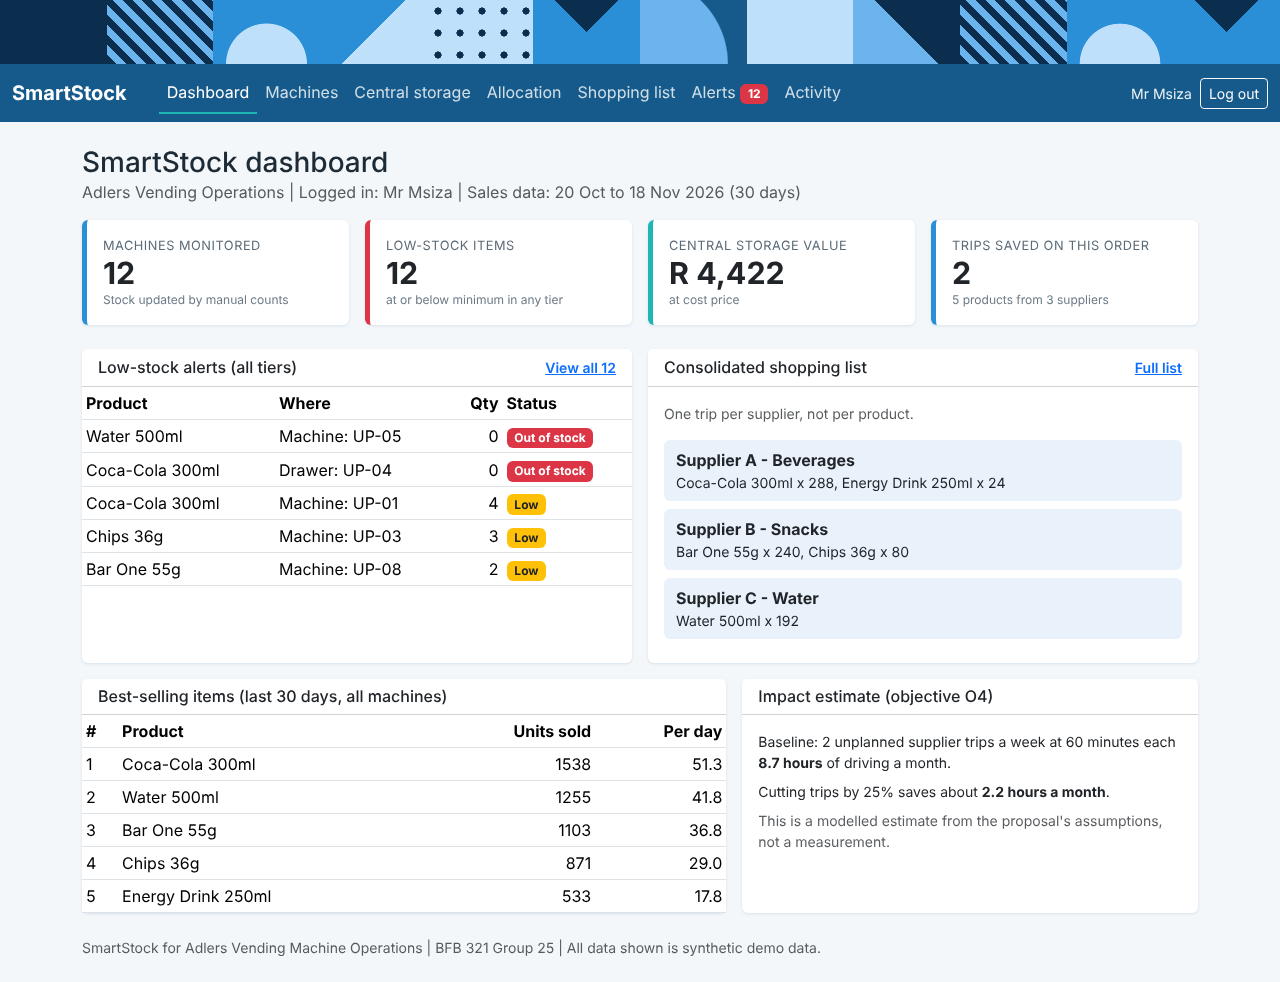 SmartStock
Dashboard Machines Central storage Allocation Shopping list Alerts 12 Activity
Mr Msiza Log out
SmartStock dashboard
Adlers Vending Operations | Logged in: Mr Msiza | Sales data: 20 Oct to 18 Nov 2026 (30 days)
MACHINES MONITORED
12
Stock updated by manual counts
LOW-STOCK ITEMS
12
at or below minimum in any tier
CENTRAL STORAGE VALUE
R 4,422
at cost price
TRIPS SAVED ON THIS ORDER
2
5 products from 3 suppliers
Low-stock alerts (all tiers) View all 12
Product Where Qty Status
Water 500ml Machine: UP-05 0 Out of stock
Coca-Cola 300ml Drawer: UP-04 0 Out of stock
Coca-Cola 300ml Machine: UP-01 4 Low
Chips 36g Machine: UP-03 3 Low
Bar One 55g Machine: UP-08 2 Low
Consolidated shopping list Full list
One trip per supplier, not per product.
Supplier A - Beverages
Coca-Cola 300ml x 288, Energy Drink 250ml x 24
Supplier B - Snacks
Bar One 55g x 240, Chips 36g x 80
Supplier C - Water
Water 500ml x 192
Best-selling items (last 30 days, all machines)
# Product Units sold Per day
1 Coca-Cola 300ml 1538 51.3
2 Water 500ml 1255 41.8
3 Bar One 55g 1103 36.8
4 Chips 36g 871 29.0
5 Energy Drink 250ml 533 17.8
Impact estimate (objective O4)
Baseline: 2 unplanned supplier trips a week at 60 minutes each
8.7 hours of driving a month.
Cutting trips by 25% saves about 2.2 hours a month.
This is a modelled estimate from the proposal's assumptions,
not a measurement.
SmartStock for Adlers Vending Machine Operations | BFB 321 Group 25 | All data shown is synthetic demo data.